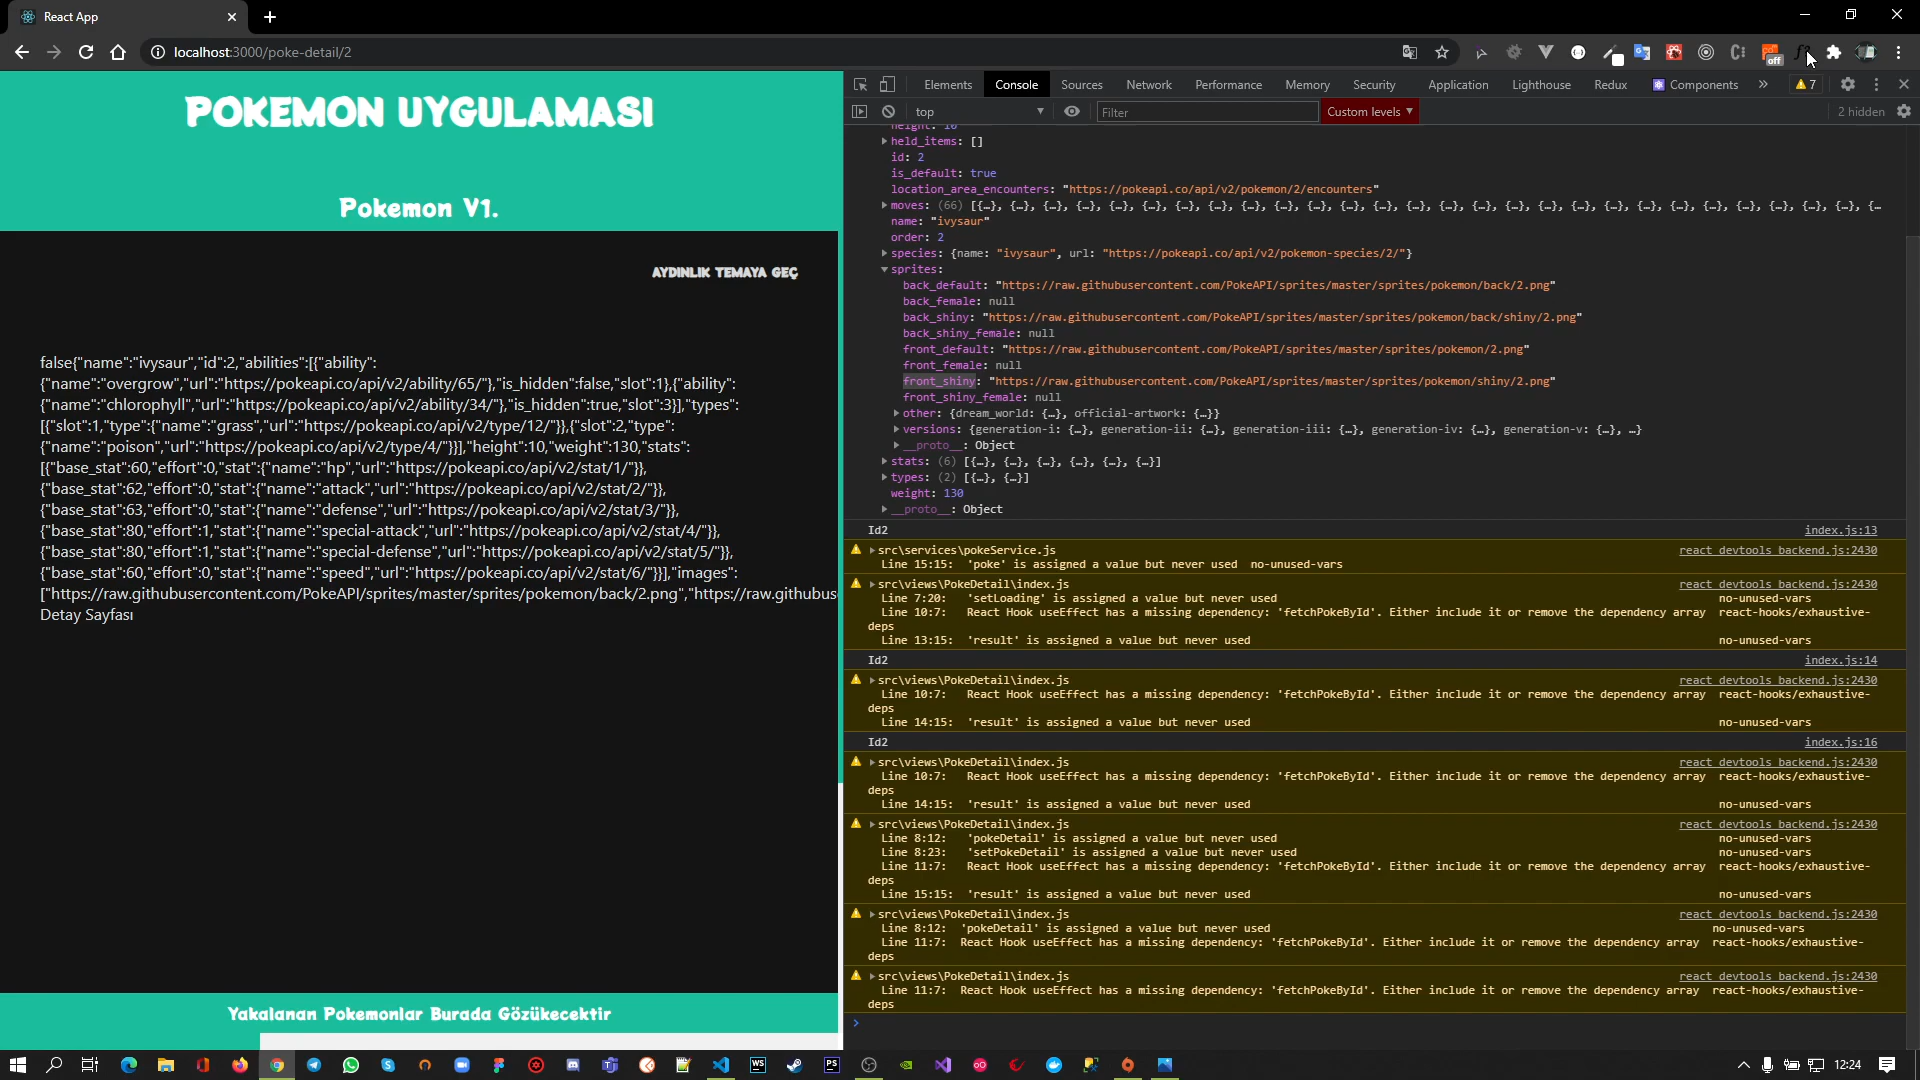 React App
localhost:3000/poke-detail/2
off
Elements Console Sources Network Performance Memory Security Application Lighthouse Redux Components » 7
top Filter Custom levels 2 hidden
POKEMON UYGULAMASI
Pokemon V1.
AYDINLIK TEMAYA GEÇ
false{"name":"ivysaur","id":2,"abilities":[{"ability":
{"name":"overgrow","url":"https://pokeapi.co/api/v2/ability/65/"},"is_hidden":false,"slot":1},{"ability":
{"name":"chlorophyll","url":"https://pokeapi.co/api/v2/ability/34/"},"is_hidden":true,"slot":3}],"types":
[{"slot":1,"type":{"name":"grass","url":"https://pokeapi.co/api/v2/type/12/"}},{"slot":2,"type":
{"name":"poison","url":"https://pokeapi.co/api/v2/type/4/"}}],"height":10,"weight":130,"stats":
[{"base_stat":60,"effort":0,"stat":{"name":"hp","url":"https://pokeapi.co/api/v2/stat/1/"}},
{"base_stat":62,"effort":0,"stat":{"name":"attack","url":"https://pokeapi.co/api/v2/stat/2/"}},
{"base_stat":63,"effort":0,"stat":{"name":"defense","url":"https://pokeapi.co/api/v2/stat/3/"}},
{"base_stat":80,"effort":1,"stat":{"name":"special-attack","url":"https://pokeapi.co/api/v2/stat/4/"}},
{"base_stat":80,"effort":1,"stat":{"name":"special-defense","url":"https://pokeapi.co/api/v2/stat/5/"}},
{"base_stat":60,"effort":0,"stat":{"name":"speed","url":"https://pokeapi.co/api/v2/stat/6/"}}],"images":
["https://raw.githubusercontent.com/PokeAPI/sprites/master/sprites/pokemon/back/2.png","https://raw.githubus
Detay Sayfası
Yakalanan Pokemonlar Burada Gözükecektir
height: 10
held_items: []
id: 2
is_default: true
location_area_encounters: "https://pokeapi.co/api/v2/pokemon/2/encounters"
moves: (66) [{…}, {…}, {…}, {…}, {…}, {…}, {…}, {…}, {…}, {…}, {…}, {…}, {…}, {…}, {…}, {…}, {…}, {…}, {…}, {…}, {…}, {…}, {…}, {…}, {…}, {…}, {…}, {…
name: "ivysaur"
order: 2
species: {name: "ivysaur", url: "https://pokeapi.co/api/v2/pokemon-species/2/"}
sprites:
back_default: "https://raw.githubusercontent.com/PokeAPI/sprites/master/sprites/pokemon/back/2.png"
back_female: null
back_shiny: "https://raw.githubusercontent.com/PokeAPI/sprites/master/sprites/pokemon/back/shiny/2.png"
back_shiny_female: null
front_default: "https://raw.githubusercontent.com/PokeAPI/sprites/master/sprites/pokemon/2.png"
front_female: null
front_shiny: "https://raw.githubusercontent.com/PokeAPI/sprites/master/sprites/pokemon/shiny/2.png"
front_shiny_female: null
other: {dream_world: {…}, official-artwork: {…}}
versions: {generation-i: {…}, generation-ii: {…}, generation-iii: {…}, generation-iv: {…}, generation-v: {…}, …}
__proto__: Object
stats: (6) [{…}, {…}, {…}, {…}, {…}, {…}]
types: (2) [{…}, {…}]
weight: 130
__proto__: Object
Id2 index.js:13
src\services\pokeService.js react_devtools_backend.js:2430
Line 15:15: 'poke' is assigned a value but never used no-unused-vars
src\views\PokeDetail\index.js react_devtools_backend.js:2430
Line 7:20: 'setLoading' is assigned a value but never used no-unused-vars
Line 10:7: React Hook useEffect has a missing dependency: 'fetchPokeById'. Either include it or remove the dependency array react-hooks/exhaustive-
deps
Line 13:15: 'result' is assigned a value but never used no-unused-vars
Id2 index.js:14
src\views\PokeDetail\index.js react_devtools_backend.js:2430
Line 10:7: React Hook useEffect has a missing dependency: 'fetchPokeById'. Either include it or remove the dependency array react-hooks/exhaustive-
deps
Line 14:15: 'result' is assigned a value but never used no-unused-vars
Id2 index.js:16
src\views\PokeDetail\index.js react_devtools_backend.js:2430
Line 10:7: React Hook useEffect has a missing dependency: 'fetchPokeById'. Either include it or remove the dependency array react-hooks/exhaustive-
deps
Line 14:15: 'result' is assigned a value but never used no-unused-vars
src\views\PokeDetail\index.js react_devtools_backend.js:2430
Line 8:12: 'pokeDetail' is assigned a value but never used no-unused-vars
Line 8:23: 'setPokeDetail' is assigned a value but never used no-unused-vars
Line 11:7: React Hook useEffect has a missing dependency: 'fetchPokeById'. Either include it or remove the dependency array react-hooks/exhaustive-
deps
Line 15:15: 'result' is assigned a value but never used no-unused-vars
src\views\PokeDetail\index.js react_devtools_backend.js:2430
Line 8:12: 'pokeDetail' is assigned a value but never used no-unused-vars
Line 11:7: React Hook useEffect has a missing dependency: 'fetchPokeById'. Either include it or remove the dependency array react-hooks/exhaustive-
deps
src\views\PokeDetail\index.js react_devtools_backend.js:2430
Line 11:7: React Hook useEffect has a missing dependency: 'fetchPokeById'. Either include it or remove the dependency array react-hooks/exhaustive-
deps
12:24